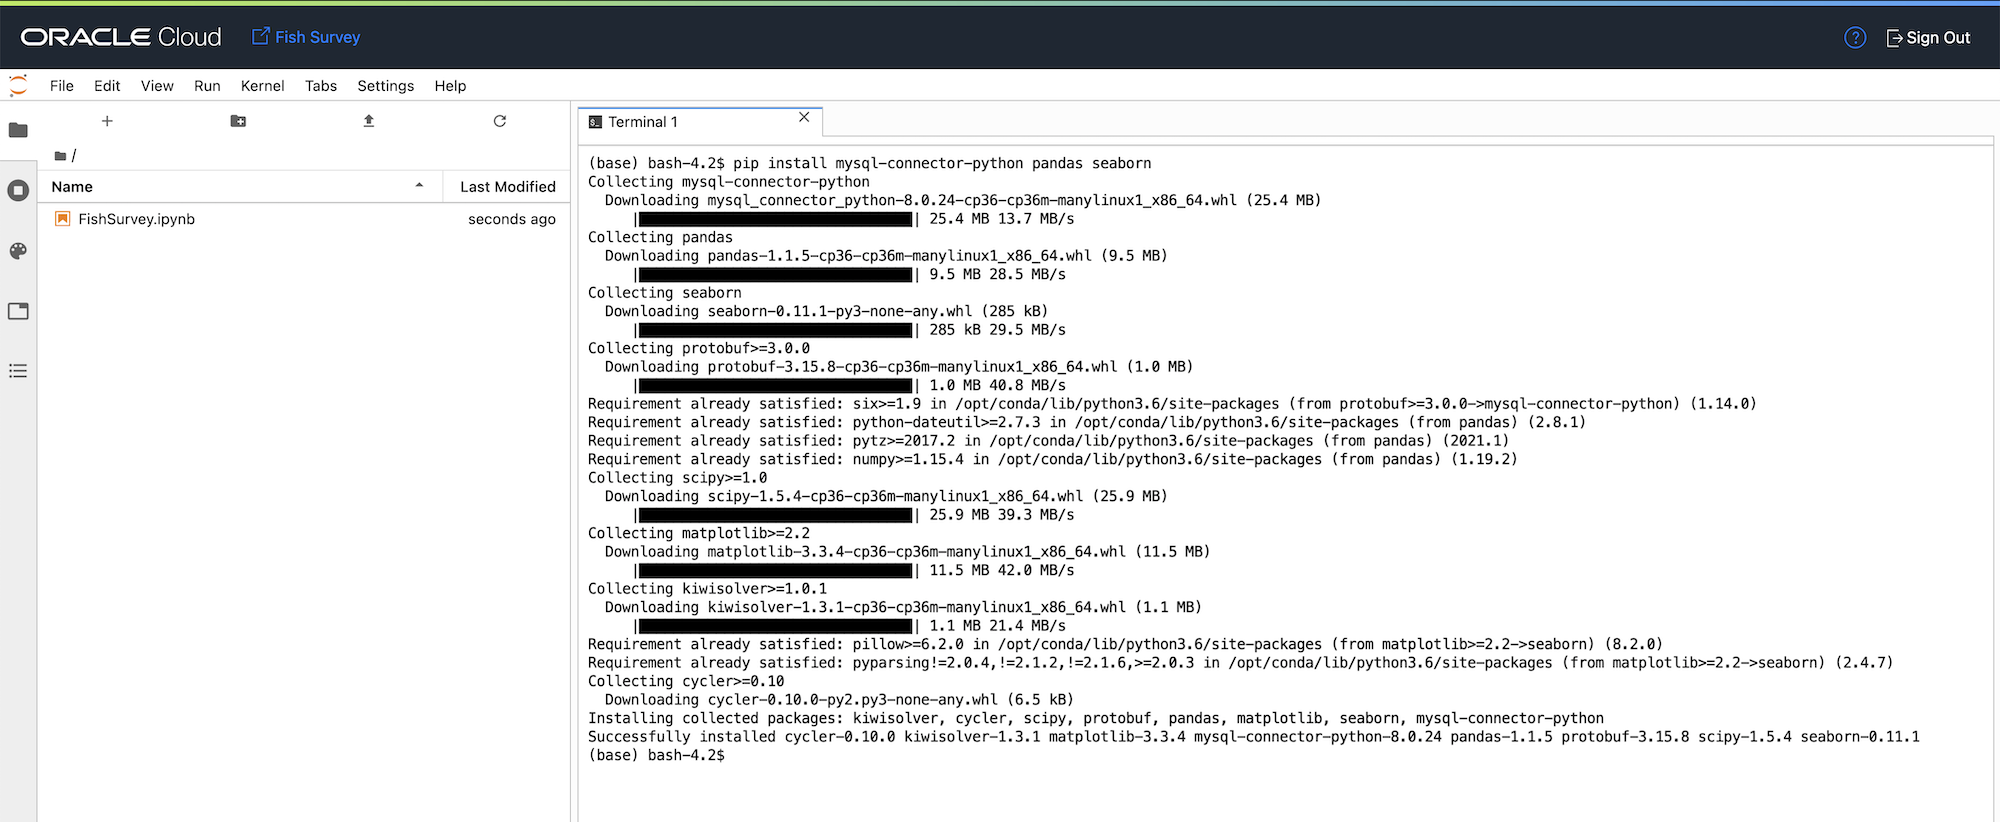 ORACLE Cloud Fish Survey ? Sign Out
File Edit View Run Kernel Tabs Settings Help
Terminal 1
/
Name Last Modified
FishSurvey.ipynb seconds ago
(base) bash-4.2$ pip install mysql-connector-python pandas seaborn
Collecting mysql-connector-python
  Downloading mysql_connector_python-8.0.24-cp36-cp36m-manylinux1_x86_64.whl (25.4 MB)
     || 25.4 MB 13.7 MB/s
Collecting pandas
  Downloading pandas-1.1.5-cp36-cp36m-manylinux1_x86_64.whl (9.5 MB)
     || 9.5 MB 28.5 MB/s
Collecting seaborn
  Downloading seaborn-0.11.1-py3-none-any.whl (285 kB)
     || 285 kB 29.5 MB/s
Collecting protobuf>=3.0.0
  Downloading protobuf-3.15.8-cp36-cp36m-manylinux1_x86_64.whl (1.0 MB)
     || 1.0 MB 40.8 MB/s
Requirement already satisfied: six>=1.9 in /opt/conda/lib/python3.6/site-packages (from protobuf>=3.0.0->mysql-connector-python) (1.14.0)
Requirement already satisfied: python-dateutil>=2.7.3 in /opt/conda/lib/python3.6/site-packages (from pandas) (2.8.1)
Requirement already satisfied: pytz>=2017.2 in /opt/conda/lib/python3.6/site-packages (from pandas) (2021.1)
Requirement already satisfied: numpy>=1.15.4 in /opt/conda/lib/python3.6/site-packages (from pandas) (1.19.2)
Collecting scipy>=1.0
  Downloading scipy-1.5.4-cp36-cp36m-manylinux1_x86_64.whl (25.9 MB)
     || 25.9 MB 39.3 MB/s
Collecting matplotlib>=2.2
  Downloading matplotlib-3.3.4-cp36-cp36m-manylinux1_x86_64.whl (11.5 MB)
     || 11.5 MB 42.0 MB/s
Collecting kiwisolver>=1.0.1
  Downloading kiwisolver-1.3.1-cp36-cp36m-manylinux1_x86_64.whl (1.1 MB)
     || 1.1 MB 21.4 MB/s
Requirement already satisfied: pillow>=6.2.0 in /opt/conda/lib/python3.6/site-packages (from matplotlib>=2.2->seaborn) (8.2.0)
Requirement already satisfied: pyparsing!=2.0.4,!=2.1.2,!=2.1.6,>=2.0.3 in /opt/conda/lib/python3.6/site-packages (from matplotlib>=2.2->seaborn) (2.4.7)
Collecting cycler>=0.10
  Downloading cycler-0.10.0-py2.py3-none-any.whl (6.5 kB)
Installing collected packages: kiwisolver, cycler, scipy, protobuf, pandas, matplotlib, seaborn, mysql-connector-python
Successfully installed cycler-0.10.0 kiwisolver-1.3.1 matplotlib-3.3.4 mysql-connector-python-8.0.24 pandas-1.1.5 protobuf-3.15.8 scipy-1.5.4 seaborn-0.11.1
(base) bash-4.2$